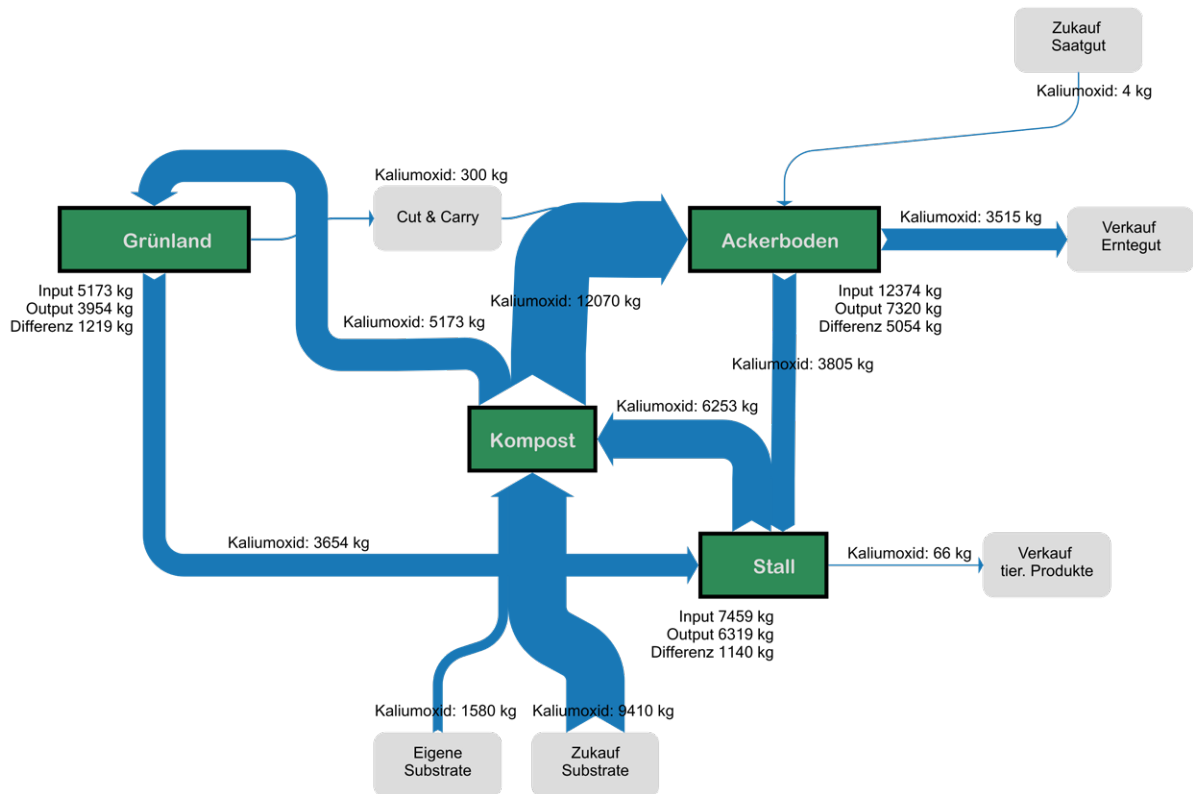 Zukauf
Saatgut
Kaliumoxid: 4 kg
Kaliumoxid: 300 kg
Cut & Carry
Grünland
Ackerboden
Kaliumoxid: 3515 kg
Verkauf
Erntegut
Input 5173 kg
Output 3954 kg
Differenz 1219 kg
Kaliumoxid: 12070 kg
Kaliumoxid: 5173 kg
Input 12374 kg
Output 7320 kg
Differenz 5054 kg
Kaliumoxid: 3805 kg
Kaliumoxid: 6253 kg
Kompost
Kaliumoxid: 3654 kg
Stall
Kaliumoxid: 66 kg
Verkauf
tier. Produkte
Input 7459 kg
Output 6319 kg
Differenz 1140 kg
Kaliumoxid: 1580 kg
Kaliumoxid: 9410 kg
Eigene
Substrate
Zukauf
Substrate